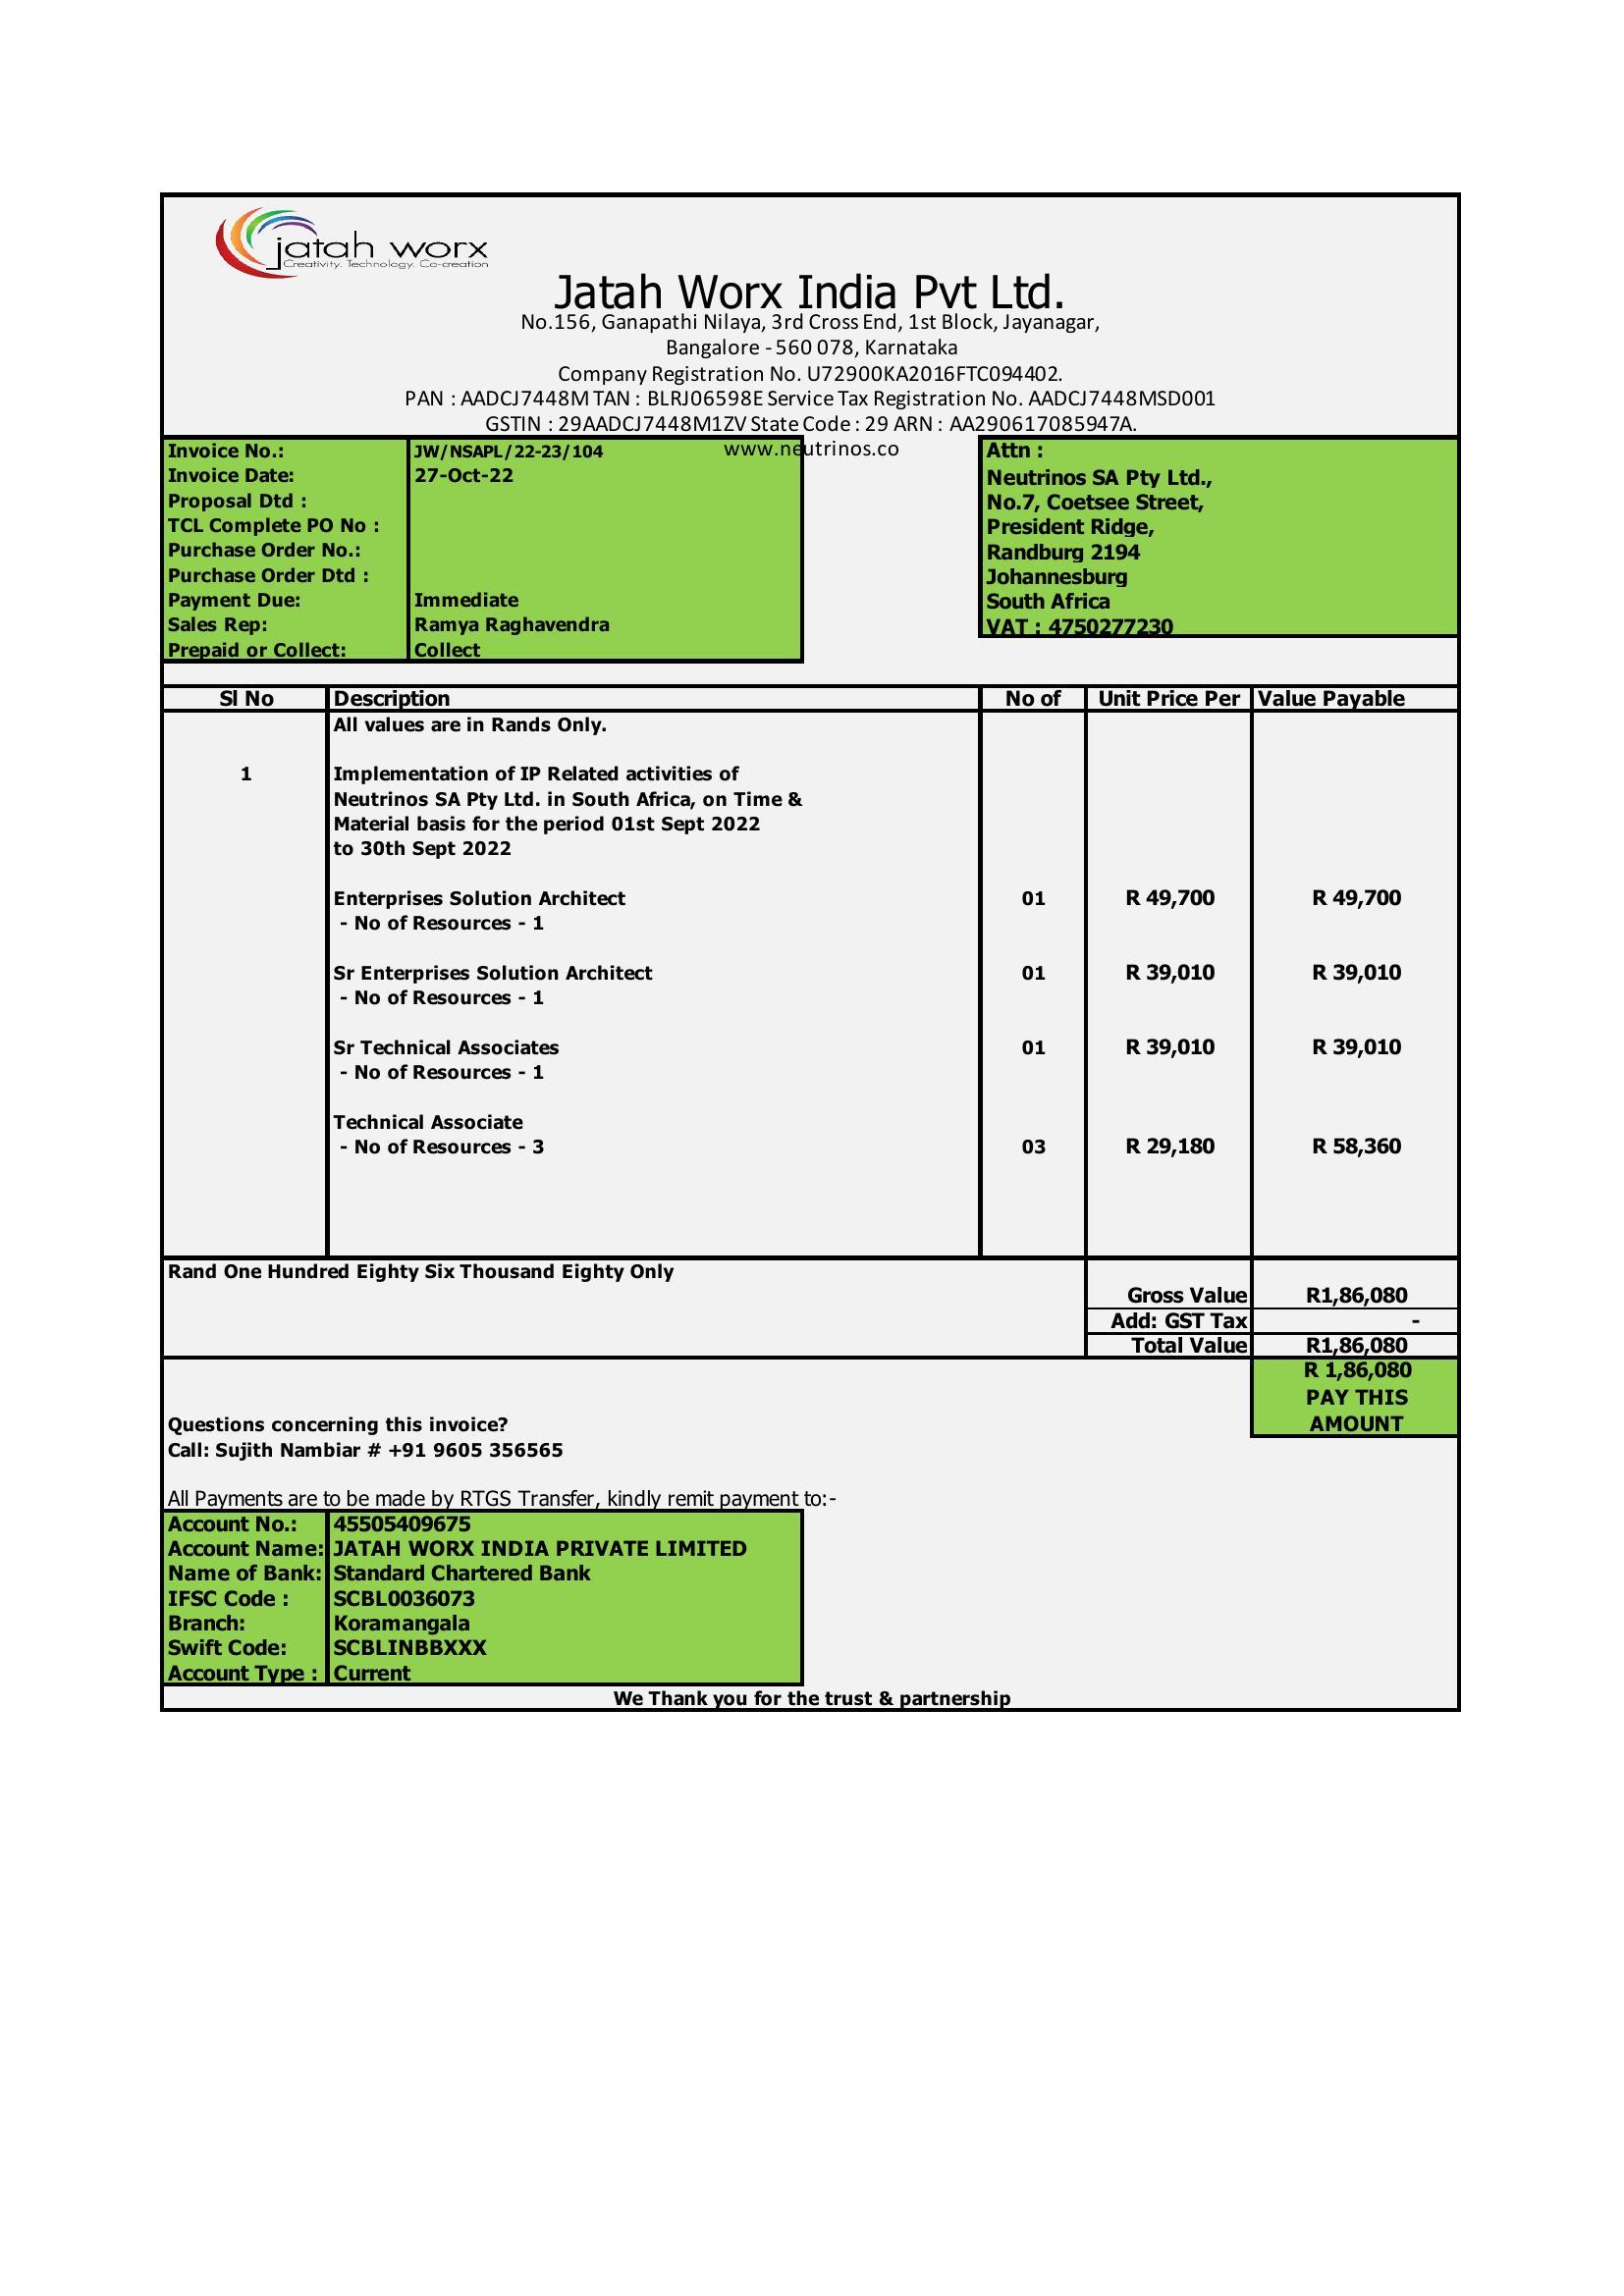 jatah worx
Creativity. Technology. Co-creation
Jatah Worx India Pvt Ltd.
No.156, Ganapathi Nilaya, 3rd Cross End, 1st Block, Jayanagar,
Bangalore - 560 078, Karnataka
Company Registration No. U72900KA2016FTC094402.
PAN : AADCJ7448M TAN : BLRJ06598E Service Tax Registration No. AADCJ7448MSD001
GSTIN : 29AADCJ7448M1ZV State Code : 29 ARN : AA290617085947A.
www.neutrinos.co
Invoice No.: JW/NSAPL/22-23/104
Invoice Date: 27-Oct-22
Proposal Dtd :
TCL Complete PO No :
Purchase Order No.:
Purchase Order Dtd :
Payment Due: Immediate
Sales Rep: Ramya Raghavendra
Prepaid or Collect: Collect
Attn :
Neutrinos SA Pty Ltd.,
No.7, Coetsee Street,
President Ridge,
Randburg 2194
Johannesburg
South Africa
VAT : 4750277230
Sl No Description No of Unit Price Per Value Payable
All values are in Rands Only.
1 Implementation of IP Related activities of
Neutrinos SA Pty Ltd. in South Africa, on Time &
Material basis for the period 01st Sept 2022
to 30th Sept 2022
Enterprises Solution Architect 01 R 49,700 R 49,700
- No of Resources - 1
Sr Enterprises Solution Architect 01 R 39,010 R 39,010
- No of Resources - 1
Sr Technical Associates 01 R 39,010 R 39,010
- No of Resources - 1
Technical Associate
- No of Resources - 3 03 R 29,180 R 58,360
Rand One Hundred Eighty Six Thousand Eighty Only
Gross Value R1,86,080
Add: GST Tax -
Total Value R1,86,080
R 1,86,080
PAY THIS
AMOUNT
Questions concerning this invoice?
Call: Sujith Nambiar # +91 9605 356565
All Payments are to be made by RTGS Transfer, kindly remit payment to:-
Account No.: 45505409675
Account Name: JATAH WORX INDIA PRIVATE LIMITED
Name of Bank: Standard Chartered Bank
IFSC Code : SCBL0036073
Branch: Koramangala
Swift Code: SCBLINBBXXX
Account Type : Current
We Thank you for the trust & partnership